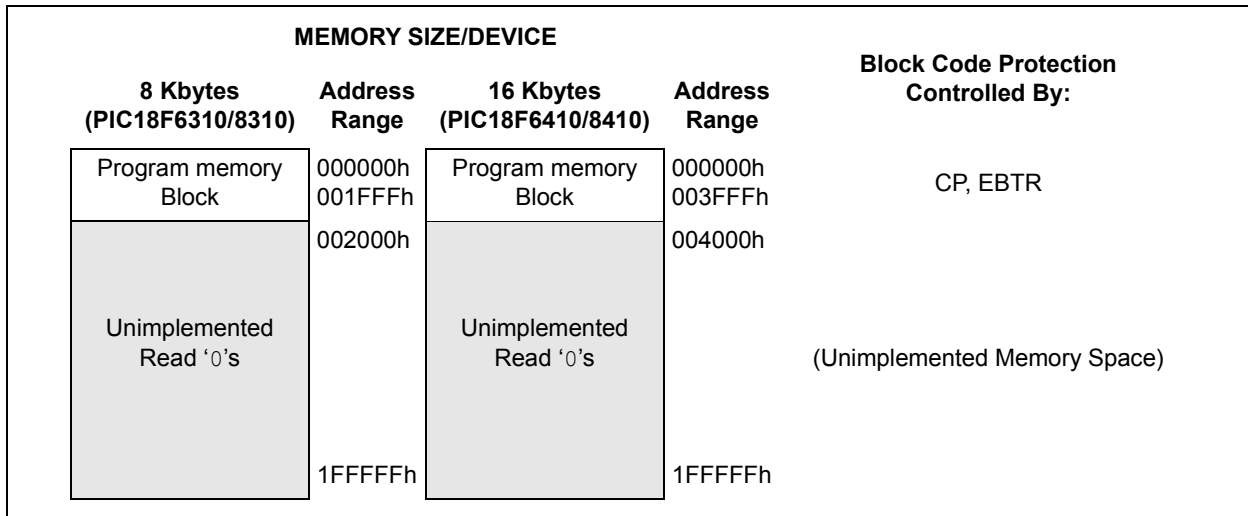 MEMORY SIZE/DEVICE
Block Code Protection
Controlled By:
8 Kbytes
(PIC18F6310/8310)
Address
Range
16 Kbytes
(PIC18F6410/8410)
Address
Range
Program memory
Block
000000h
001FFFh
Program memory
Block
000000h
003FFFh
CP, EBTR
002000h
004000h
Unimplemented
Read ‘0’s
Unimplemented
Read ‘0’s
(Unimplemented Memory Space)
1FFFFFh
1FFFFFh